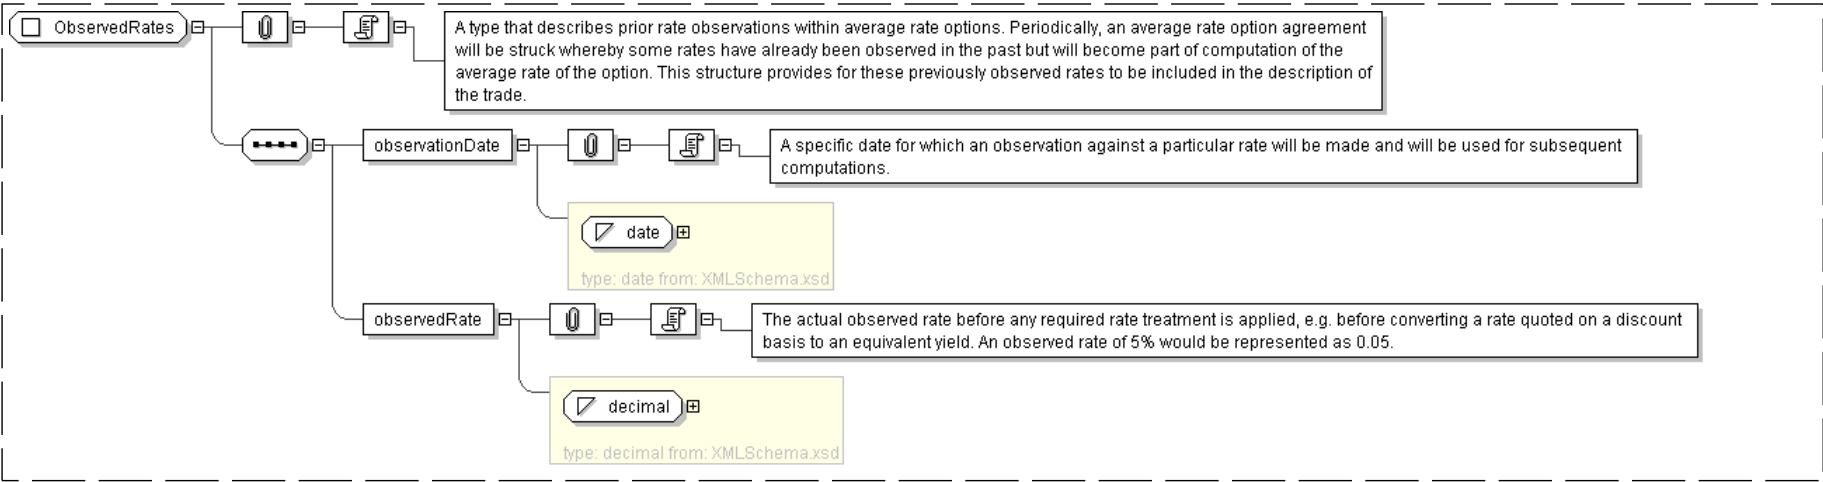 ObservedRates
A type that describes prior rate observations within average rate options. Periodically, an average rate option agreement
will be struck whereby some rates have already been observed in the past but will become part of computation of the
average rate of the option. This structure provides for these previously observed rates to be included in the description of
the trade.
observationDate
A specific date for which an observation against a particular rate will be made and will be used for subsequent
computations.
date
type: date from: XMLSchema.xsd
observedRate
The actual observed rate before any required rate treatment is applied, e.g. before converting a rate quoted on a discount
basis to an equivalent yield. An observed rate of 5% would be represented as 0.05.
decimal
type: decimal from: XMLSchema.xsd